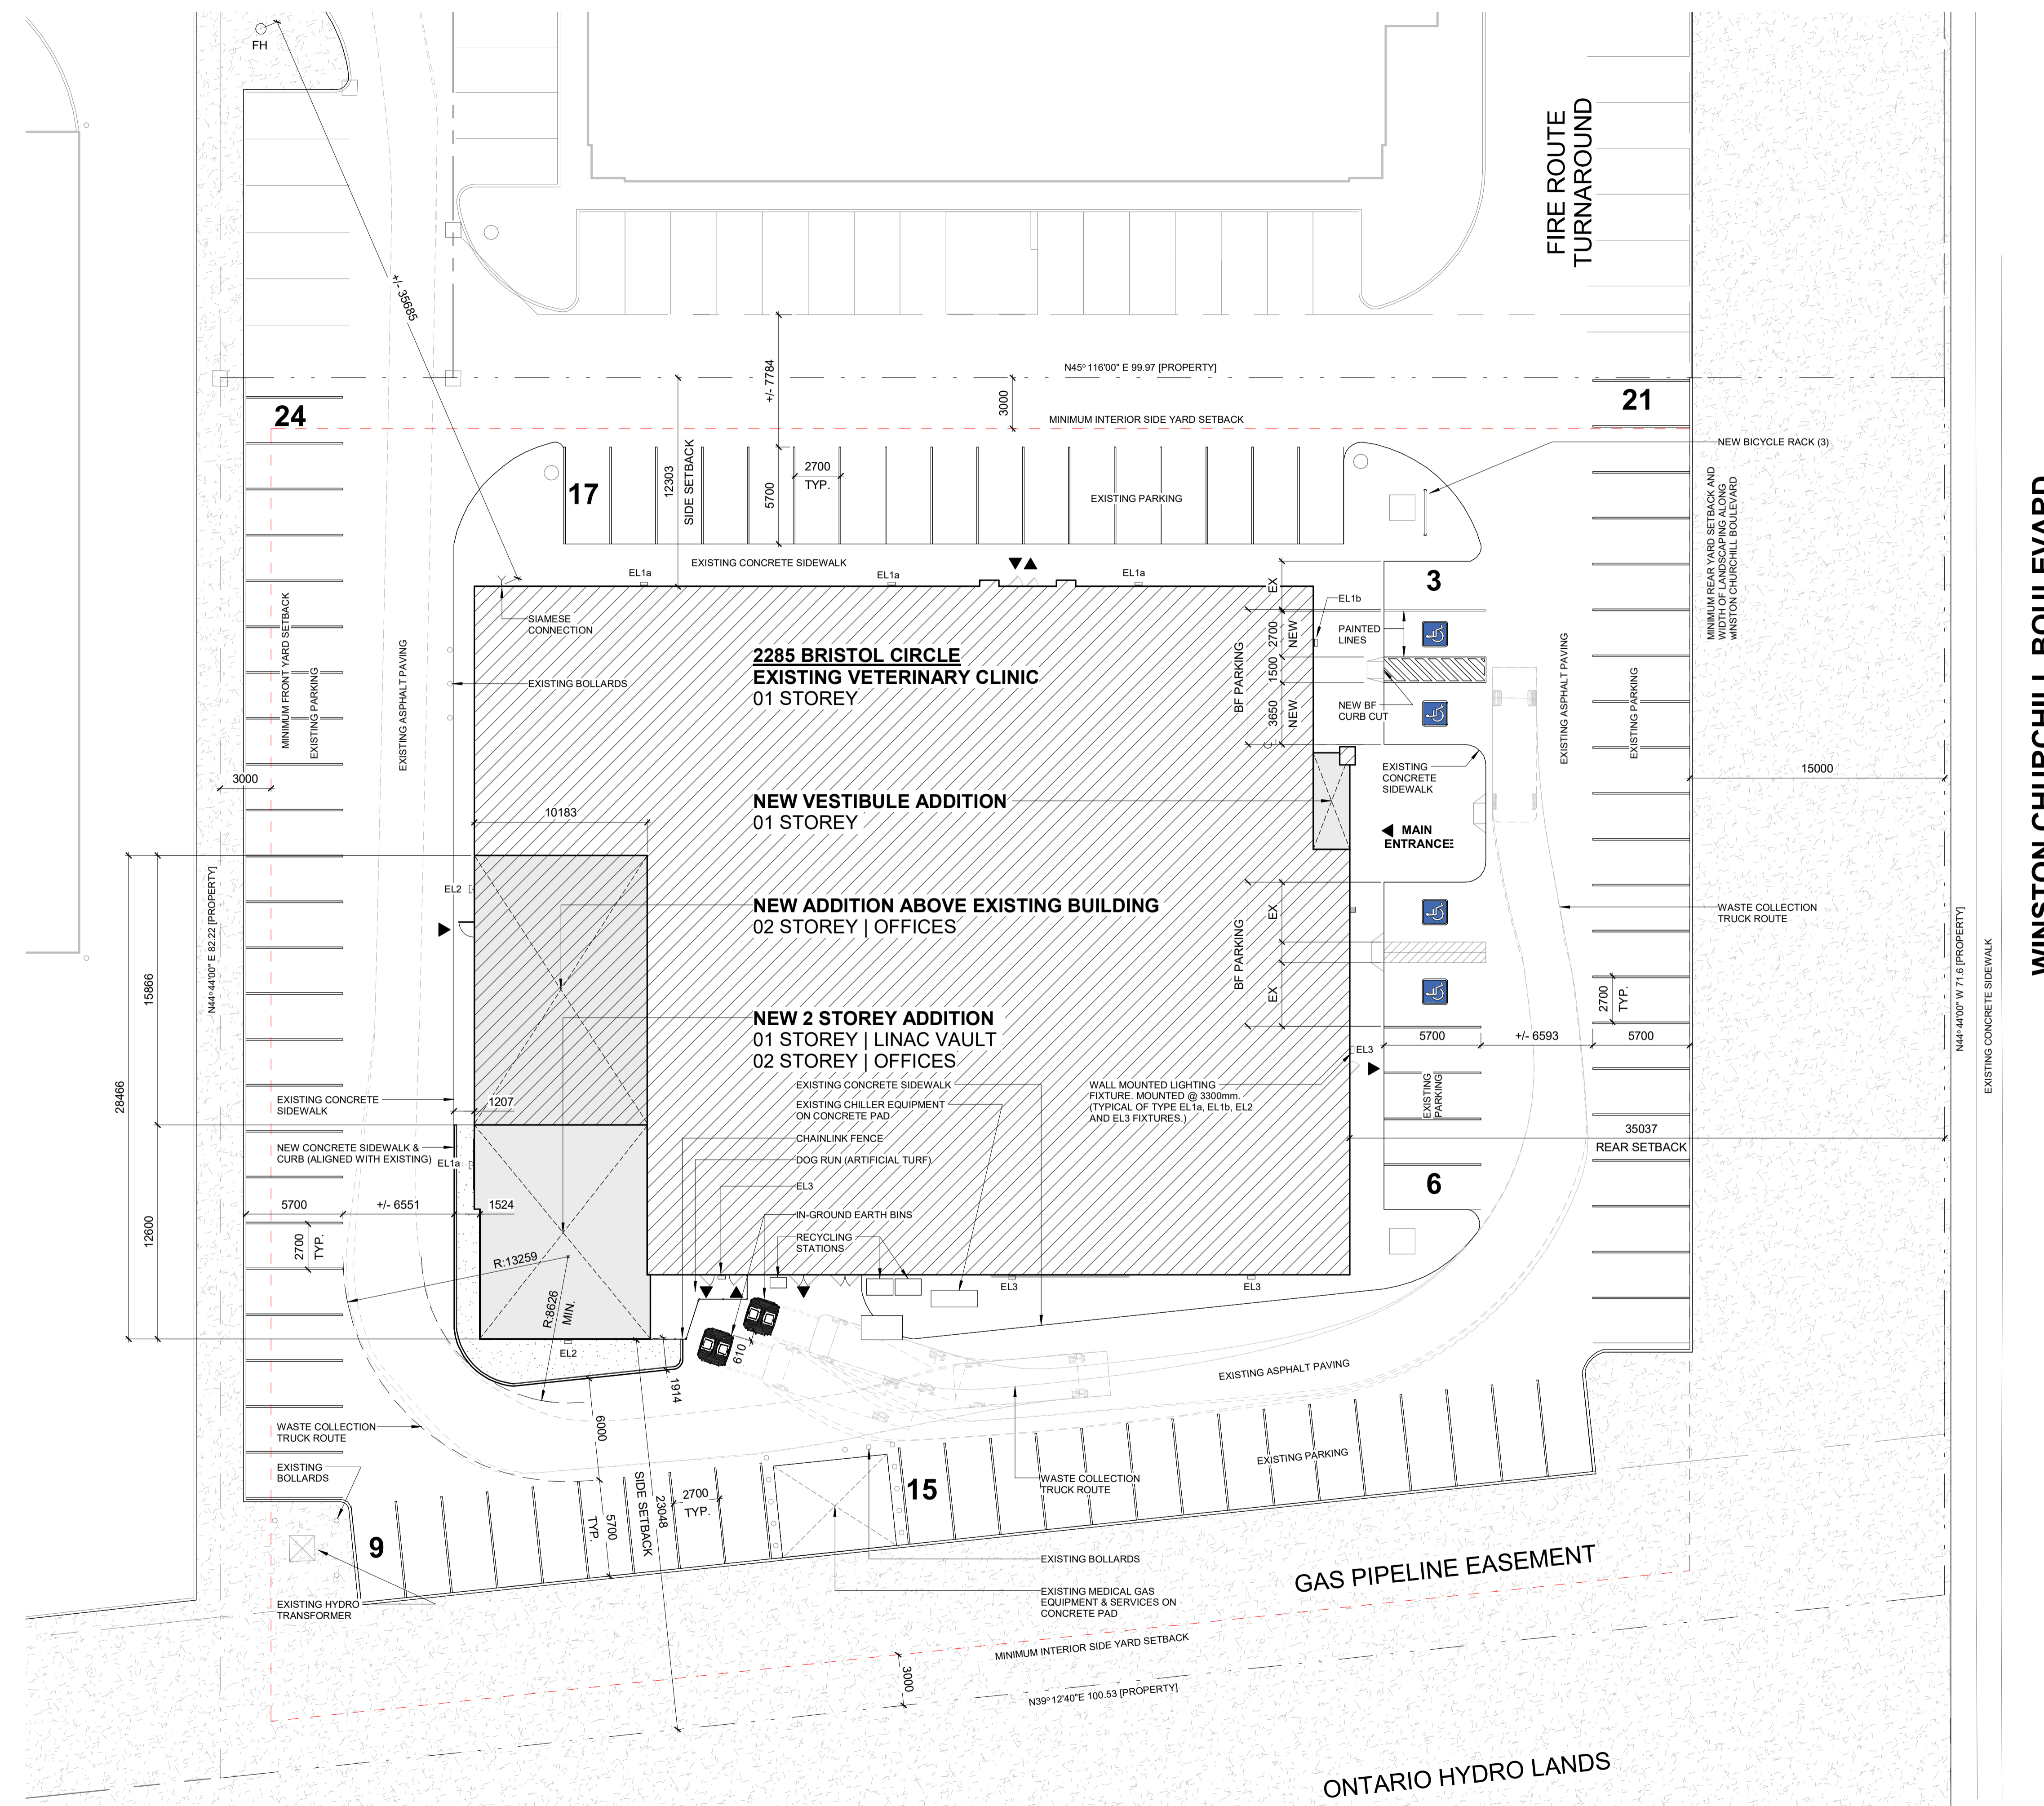 FH
FIRE ROUTE
TURNAROUND
+/- 35685
+/- 7784
N45° 116'00" E 99.97 [PROPERTY]
3000
MINIMUM INTERIOR SIDE YARD SETBACK
24
21
NEW BICYCLE RACK (3)
17
12303
SIDE SETBACK
5700
2700
TYP.
EXISTING PARKING
MINIMUM REAR YARD SETBACK AND
WIDTH OF LANDSCAPING ALONG
WINSTON CHURCHILL BOULEVARD
WINSTON CHURCHILL BOULEVARD
EXISTING CONCRETE SIDEWALK
EL1a
EL1a
EL1a
3
EX
EL1b
SIAMESE
CONNECTION
PAINTED
LINES
2700
NEW
1500
3650
NEW
BF PARKING
NEW BF
CURB CUT
MINIMUM FRONT YARD SETBACK
EXISTING PARKING
EXISTING ASPHALT PAVING
EXISTING BOLLARDS
2285 BRISTOL CIRCLE
EXISTING VETERINARY CLINIC
01 STOREY
EXISTING ASPHALT PAVING
EXISTING PARKING
EXISTING
CONCRETE
SIDEWALK
15000
3000
10183
NEW VESTIBULE ADDITION
01 STOREY
MAIN
ENTRANCE
N44° 44'00" E 82.22 [PROPERTY]
EL2
NEW ADDITION ABOVE EXISTING BUILDING
02 STOREY | OFFICES
BF PARKING
EX
EX
WASTE COLLECTION
TRUCK ROUTE
N44° 44'00" W 71.6 [PROPERTY]
EXISTING CONCRETE SIDEWALK
15866
28466
12600
NEW 2 STOREY ADDITION
01 STOREY | LINAC VAULT
02 STOREY | OFFICES
2700
TYP.
5700
+/- 6593
5700
EL3
EXISTING
PARKING
EXISTING CONCRETE
SIDEWALK
1207
EXISTING CONCRETE SIDEWALK
EXISTING CHILLER EQUIPMENT
ON CONCRETE PAD
WALL MOUNTED LIGHTING
FIXTURE. MOUNTED @ 3300mm.
(TYPICAL OF TYPE EL1a, EL1b, EL2
AND EL3 FIXTURES.)
35037
REAR SETBACK
NEW CONCRETE SIDEWALK &
CURB (ALIGNED WITH EXISTING)
EL1a
CHAINLINK FENCE
DOG RUN (ARTIFICIAL TURF)
EL3
6
5700
+/- 6551
1524
IN-GROUND EARTH BINS
RECYCLING
STATIONS
2700
TYP.
R:13259
R:8626
MIN.
EL3
EL3
EL2
610
1914
EXISTING ASPHALT PAVING
6000
WASTE COLLECTION
TRUCK ROUTE
EXISTING
BOLLARDS
EXISTING PARKING
WASTE COLLECTION
TRUCK ROUTE
15
2700
TYP.
SIDE SETBACK
23048
5700
TYP.
9
EXISTING BOLLARDS
GAS PIPELINE EASEMENT
EXISTING HYDRO
TRANSFORMER
EXISTING MEDICAL GAS
EQUIPMENT & SERVICES ON
CONCRETE PAD
MINIMUM INTERIOR SIDE YARD SETBACK
3000
N39° 12'40"E 100.53 [PROPERTY]
ONTARIO HYDRO LANDS